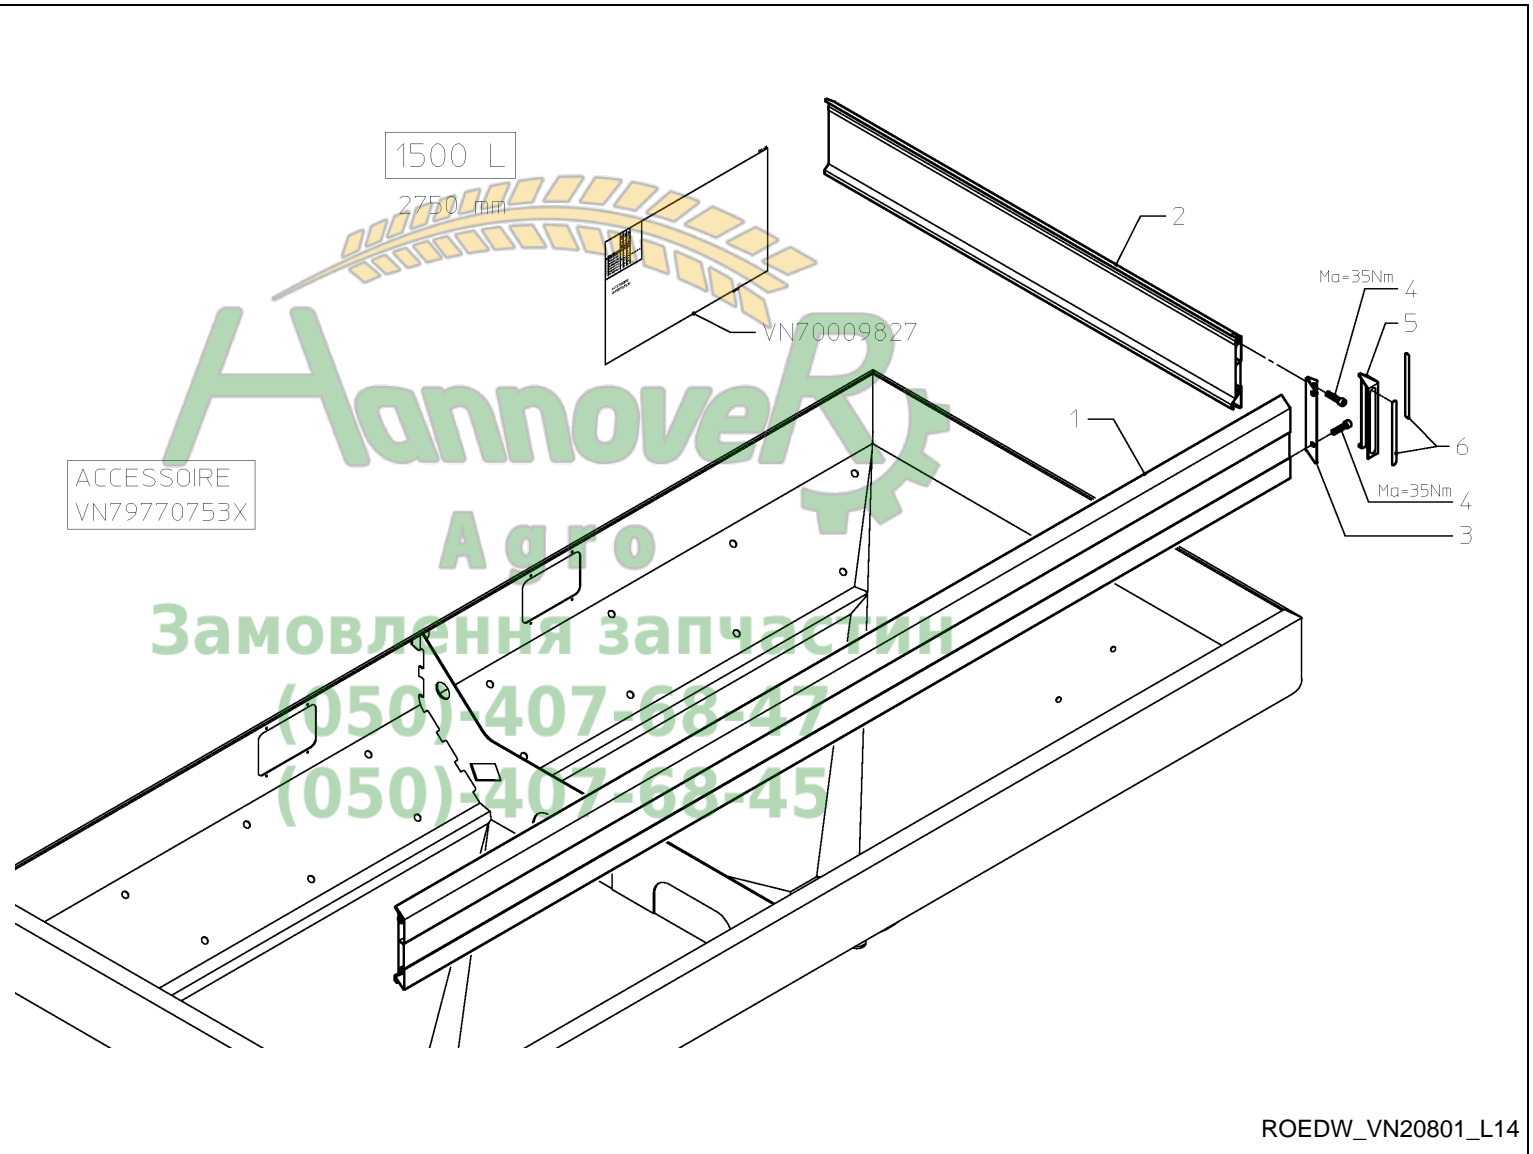 1500 L
2750 mm
2
Ma=35Nm
4
5
VN70009827
1
6
ACCESSOIRE
VN79770753X
Ma=35Nm
4
3
HannoveR
Agro
Замовлення запчастин
(050)-407-68-47
(050)-407-68-45
ROEDW_VN20801_L14